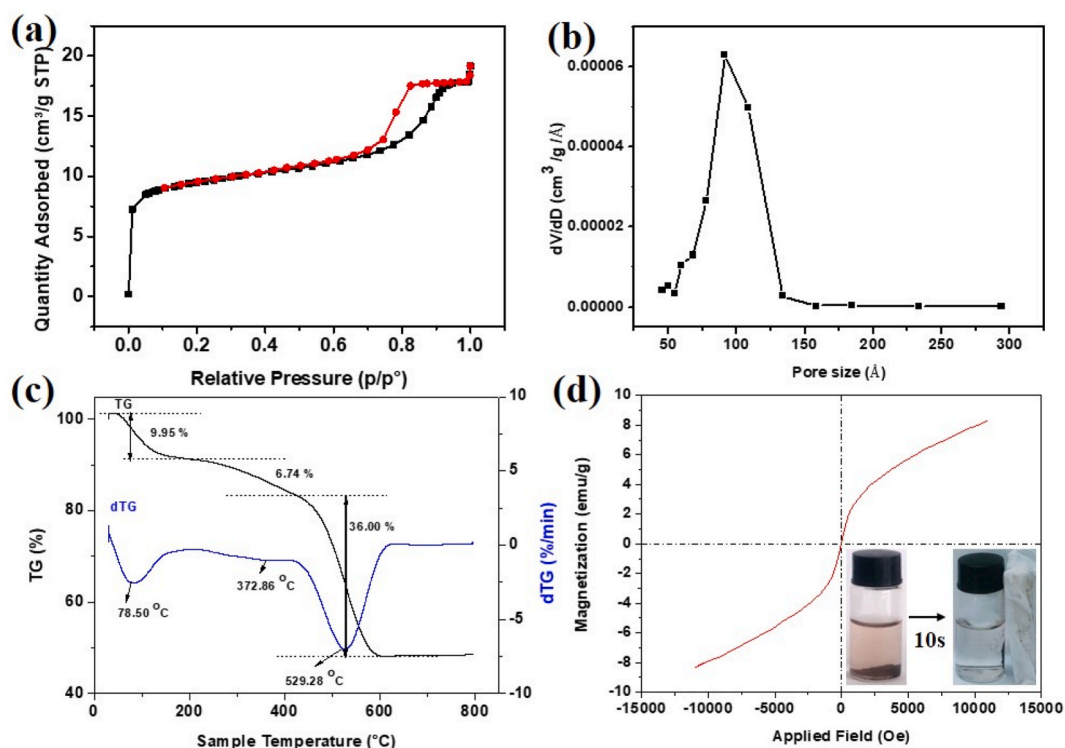 (a)
Quantity Adsorbed (cm³/g STP)
20
15
10
5
0
0.0 0.2 0.4 0.6 0.8 1.0
Relative Pressure (p/p°)
(b)
dV/dD (cm³/g/Å)
0.00006
0.00004
0.00002
0.00000
50 100 150 200 250 300
Pore size (Å)
(c)
TG (%)
100
80
60
40
TG
9.95 %
6.74 %
36.00 %
dTG
78.50 °C
372.86 °C
529.28 °C
10
5
0
-5
-10
dTG (%/min)
0 200 400 600 800
Sample Temperature (°C)
(d)
Magnetization (emu/g)
10
8
6
4
2
0
-2
-4
-6
-8
-10
10s
-15000 -10000 -5000 0 5000 10000 15000
Applied Field (Oe)